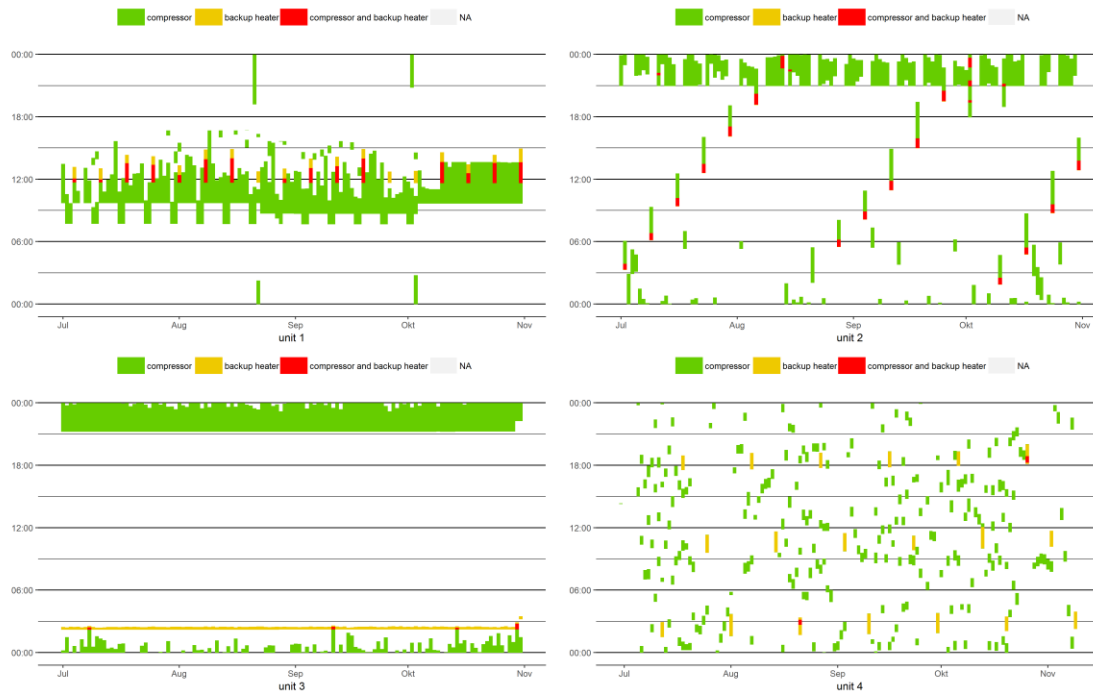 compressor backup heater compressor and backup heater NA
00:00
18:00
12:00
06:00
00:00
Jul Aug Sep Okt Nov
unit 1
compressor backup heater compressor and backup heater NA
00:00
18:00
12:00
06:00
00:00
Jul Aug Sep Okt Nov
unit 2
compressor backup heater compressor and backup heater NA
00:00
18:00
12:00
06:00
00:00
Jul Aug Sep Okt Nov
unit 3
compressor backup heater compressor and backup heater NA
00:00
18:00
12:00
06:00
00:00
Jul Aug Sep Okt Nov
unit 4